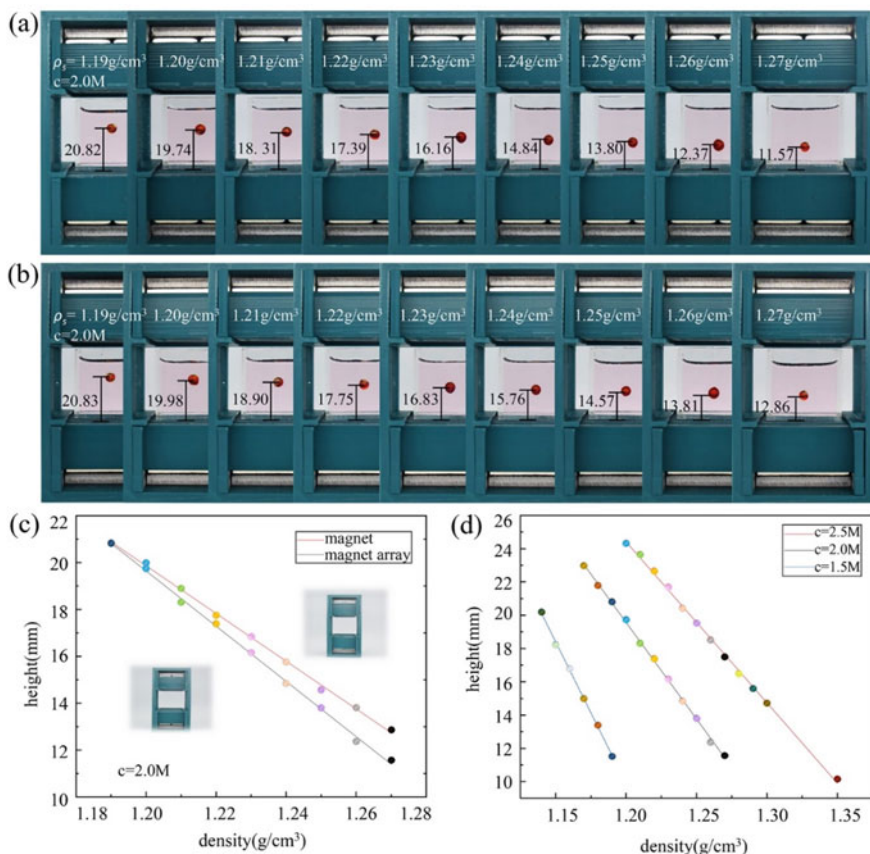 (a)
ρs= 1.19g/cm³ 1.20g/cm³ 1.21g/cm³ 1.22g/cm³ 1.23g/cm³ 1.24g/cm³ 1.25g/cm³ 1.26g/cm³ 1.27g/cm³
c=2.0M
20.82 19.74 18. 31 17.39 16.16 14.84 13.80 12.37 11.57
(b)
ρs= 1.19g/cm³ 1.20g/cm³ 1.21g/cm³ 1.22g/cm³ 1.23g/cm³ 1.24g/cm³ 1.25g/cm³ 1.26g/cm³ 1.27g/cm³
c=2.0M
20.83 19.98 18.90 17.75 16.83 15.76 14.57 13.81 12.86
(c)
height(mm)
22
20
18
16
14
12
10
magnet
magnet array
c=2.0M
1.18 1.20 1.22 1.24 1.26 1.28
density(g/cm³)
(d)
height(mm)
26
24
22
20
18
16
14
12
10
c=2.5M
c=2.0M
c=1.5M
1.15 1.20 1.25 1.30 1.35
density(g/cm³)